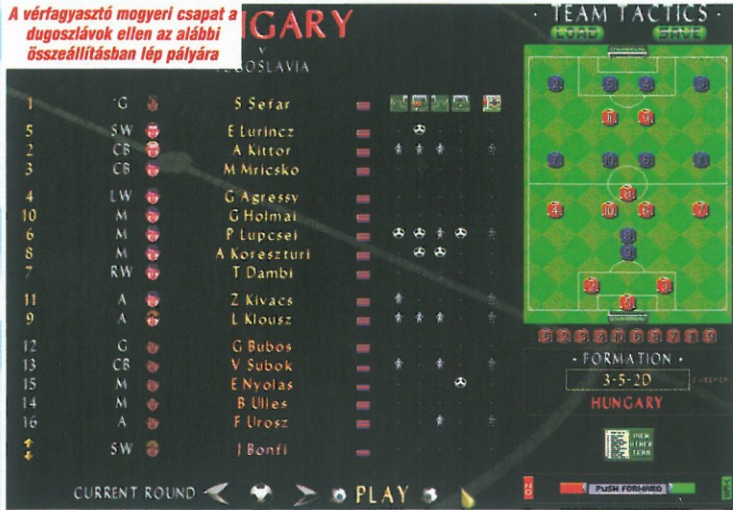 A vérfagyasztó mogyeri csapat a
dugoszlávok ellen az alábbi
összeállításban lép pályára
NGARY
V
GOSLAVIA
1 G S Sefar
5 SW E Lurincz
2 CB A Kittor
3 CB M Mricsko
4 LW G Agressy
10 M G Holmai
6 M P Lupcsei
8 M A Koreszturi
7 RW T Dambi
11 A Z Kivacs
9 A L Klousz
12 G G Bubos
13 CB V Subok
15 M E Nyolas
14 M B Ulles
16 A F Urosz
SW J Bonfi
CURRENT ROUND PLAY
· TEAM TACTICS ·
LOAD SAVE
· FORMATION ·
3-5-2D
HUNGARY
VIEW
OTHER
TEAM
NO PUSH FORWARD